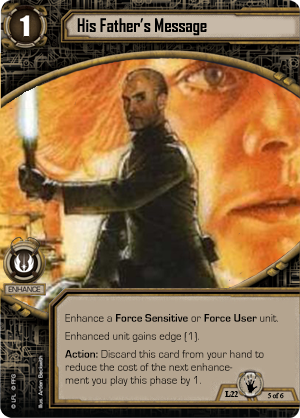 1
His Father's Message
ENHANCE
Enhance a Force Sensitive or Force User unit.
Enhanced unit gains edge (1).
Action: Discard this card from your hand to
reduce the cost of the next enhance-
ment you play this phase by 1.
L22
5 of 6
© LFL © FFG